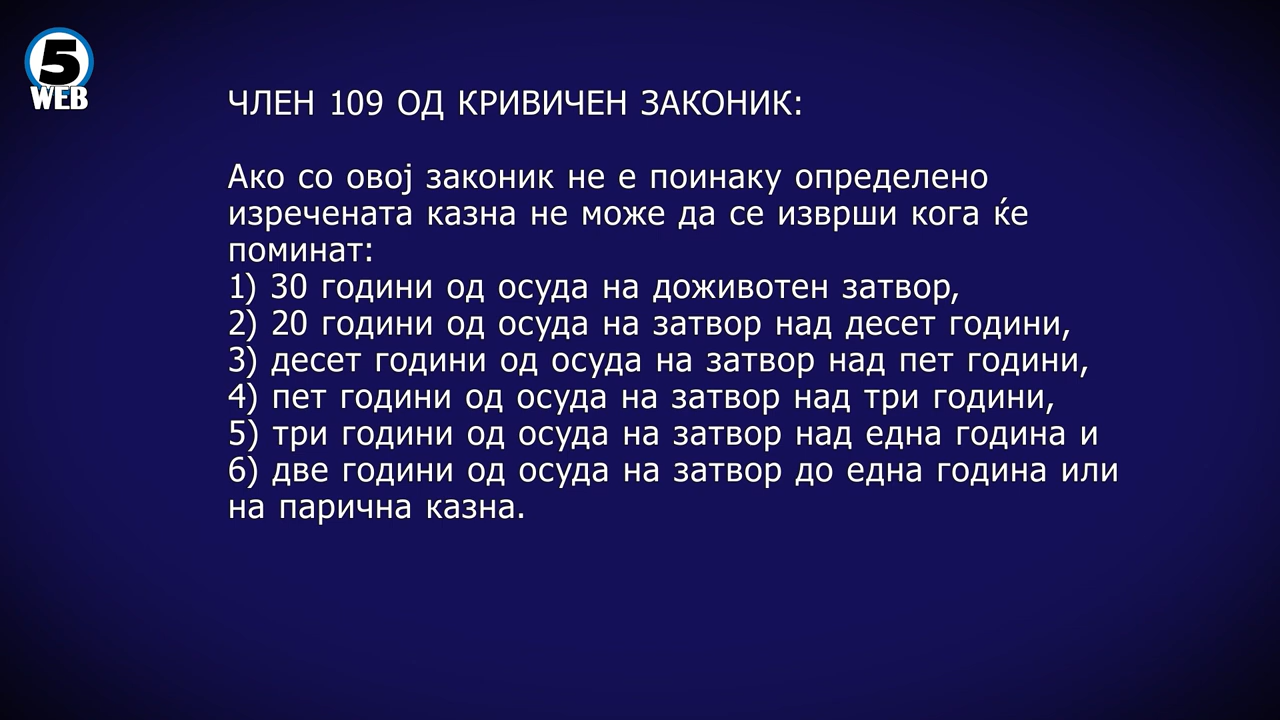 5
WEB
ЧЛЕН 109 ОД КРИВИЧЕН ЗАКОНИК:
Ако со овој законик не е поинаку определено
изречената казна не може да се изврши кога ќе
поминат:
1) 30 години од осуда на доживотен затвор,
2) 20 години од осуда на затвор над десет години,
3) десет години од осуда на затвор над пет години,
4) пет години од осуда на затвор над три години,
5) три години од осуда на затвор над една година и
6) две години од осуда на затвор до една година или
на парична казна.